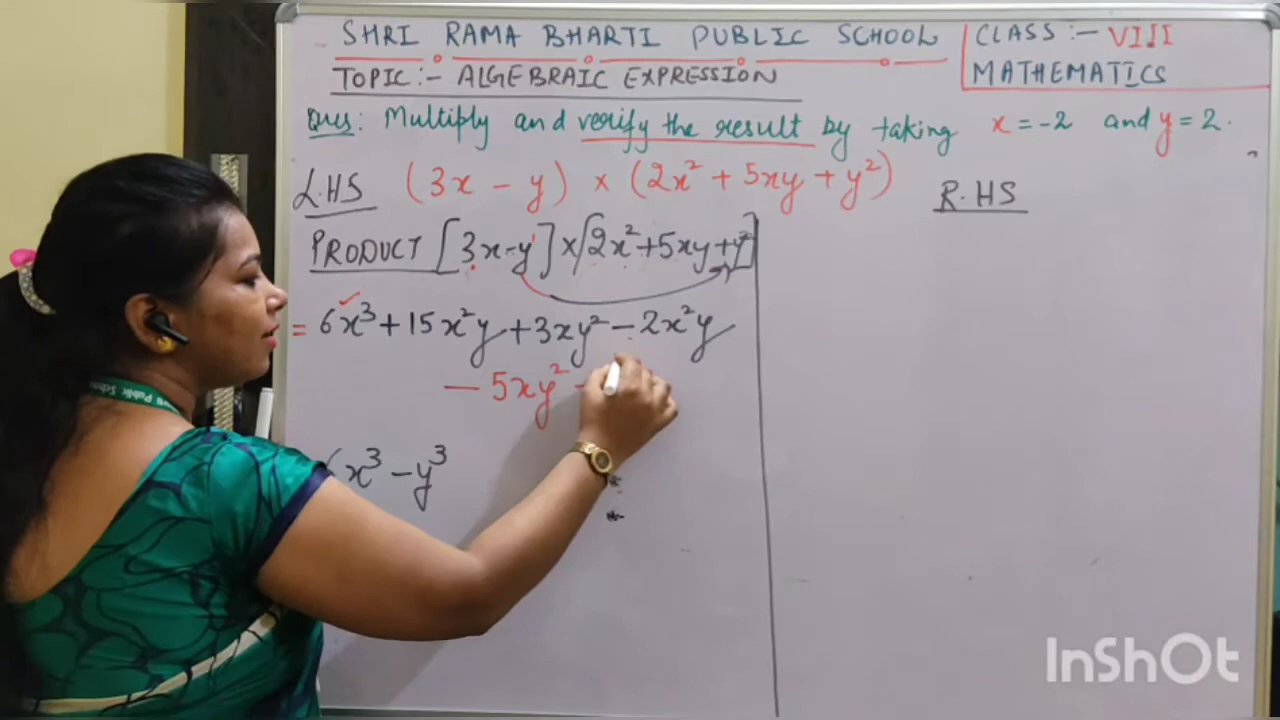 SHRI RAMA BHARTI PUBLIC SCHOOL
CLASS :- VIII
MATHEMATICS
TOPIC :- ALGEBRAIC EXPRESSION
Ques: Multiply and verify the result by taking x = -2 and y = 2.
L.HS (3x - y) × (2x² + 5xy + y²)
R.HS
PRODUCT [3x-y] × [2x²+5xy+y²]
= 6x³ + 15x²y + 3xy² - 2x²y
- 5xy² -
x³ - y³
InShOt